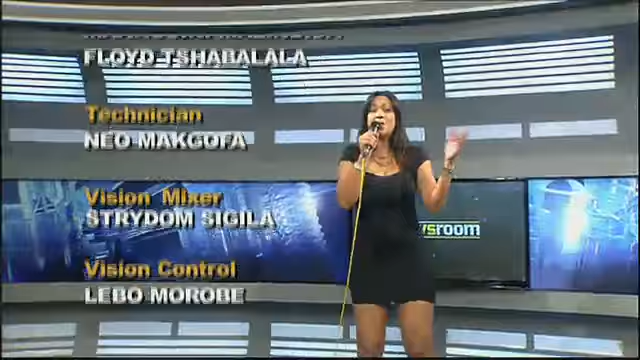 FLOYD TSHABALALA
Technician
NEO MAKGOFA
Vision Mixer
STRYDOM SIGILA
Vision Control
LEBO MOROBE
wsroom